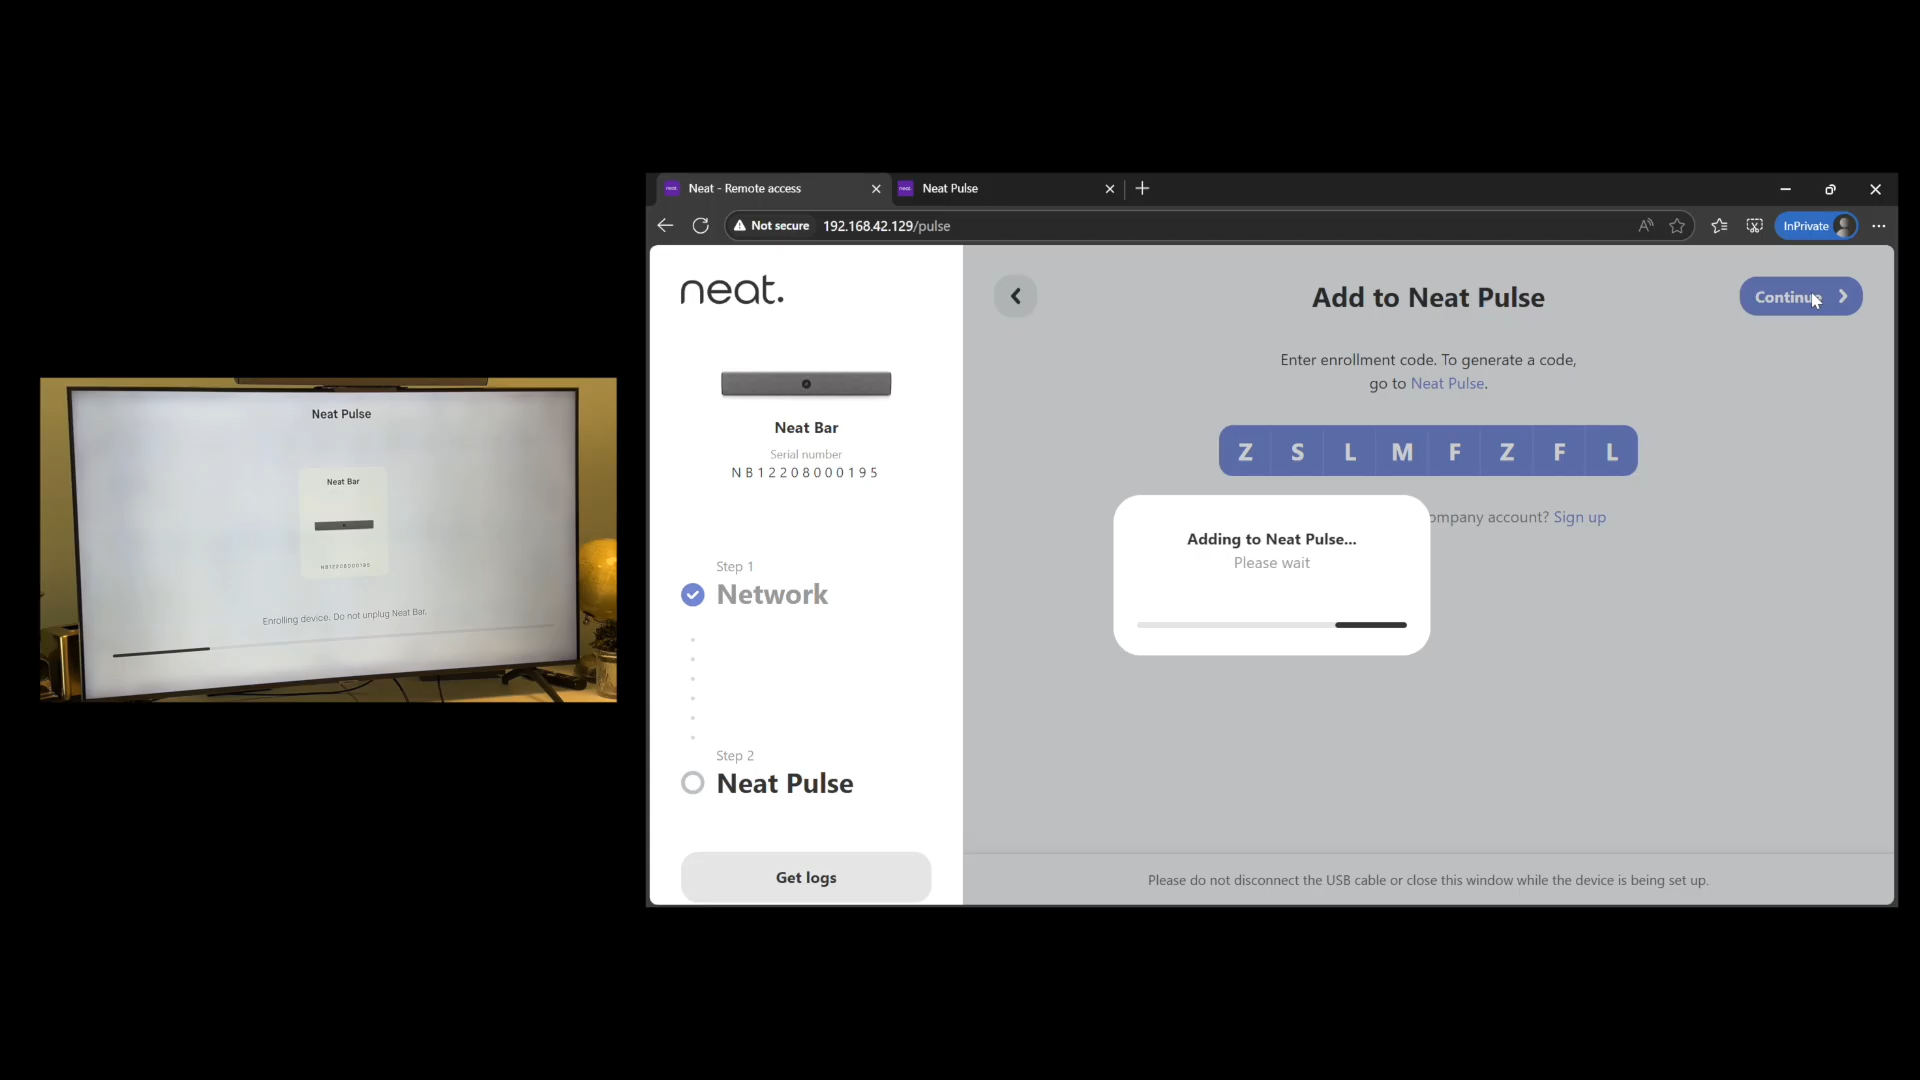 Neat Pulse
Neat Bar
NB12208000195
Enrolling device. Do not unplug Neat Bar.
neat. Neat - Remote access
neat. Neat Pulse
Not secure 192.168.42.129/pulse
InPrivate
neat.
Neat Bar
Serial number
NB12208000195
Step 1
Network
Step 2
Neat Pulse
Get logs
Add to Neat Pulse
Continue
Enter enrollment code. To generate a code,
go to Neat Pulse.
Z S L M F Z F L
ompany account? Sign up
Adding to Neat Pulse...
Please wait
Please do not disconnect the USB cable or close this window while the device is being set up.